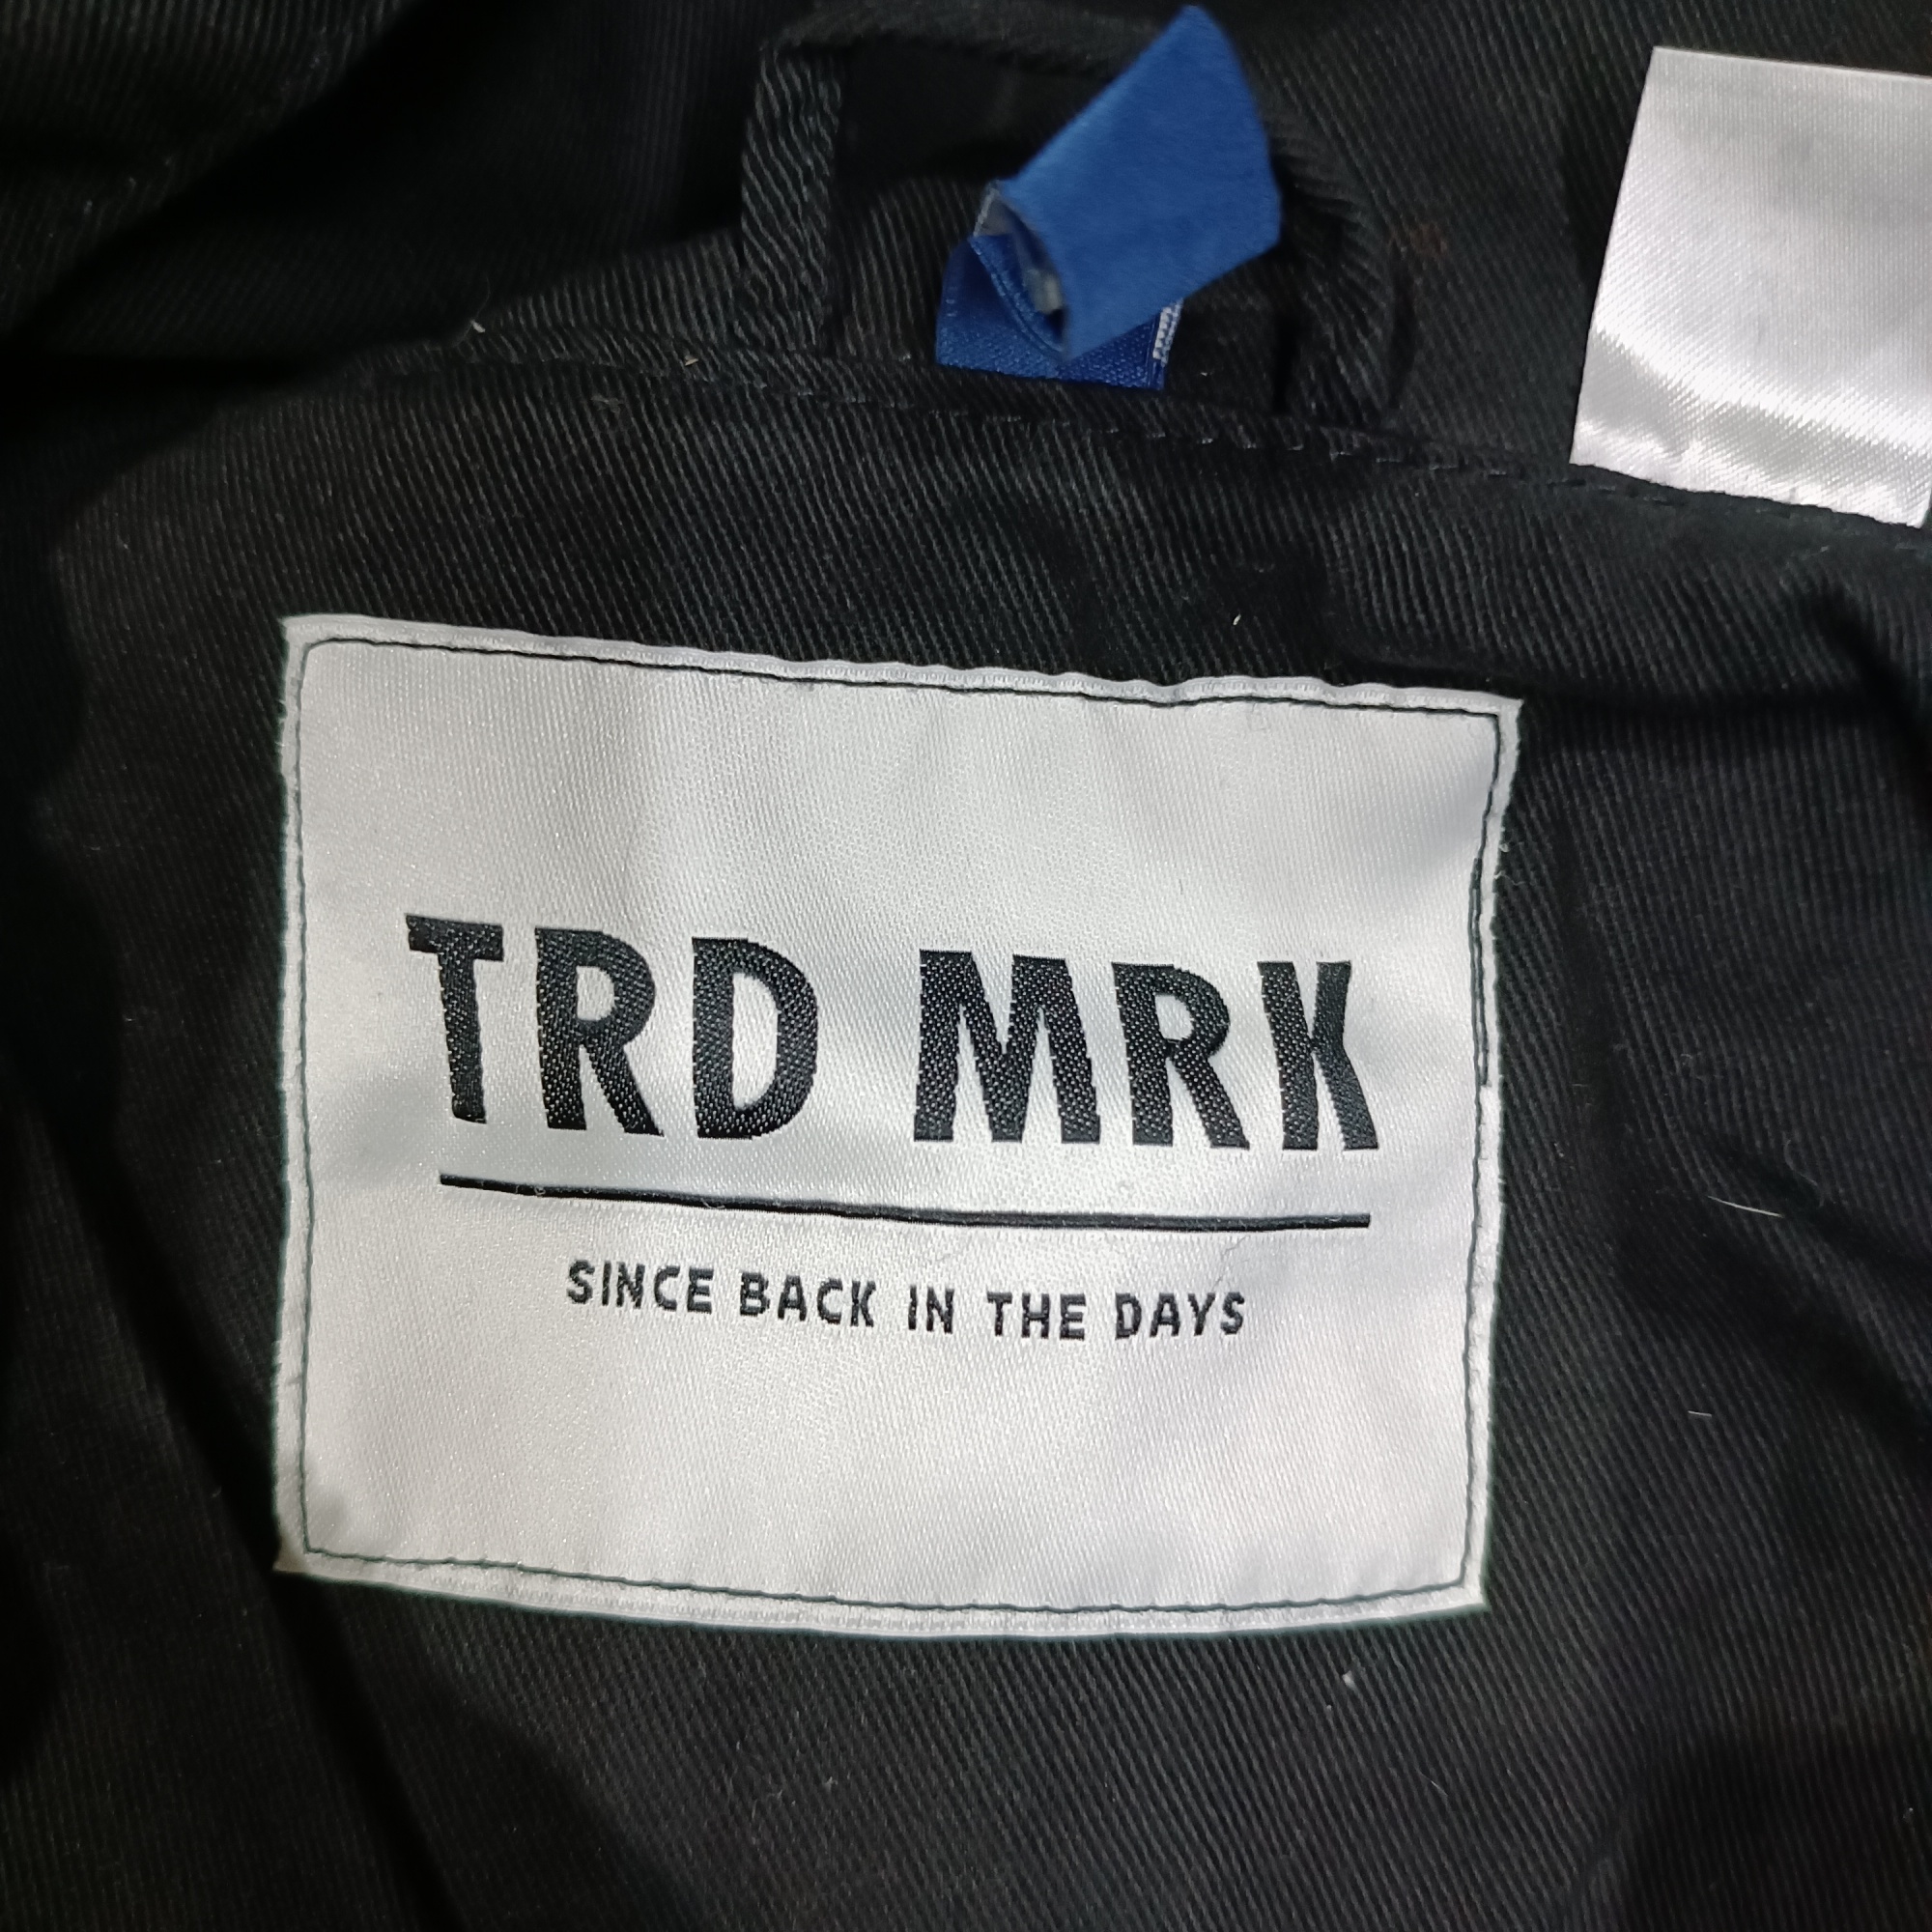 TRD MRK
SINCE BACK IN THE DAYS